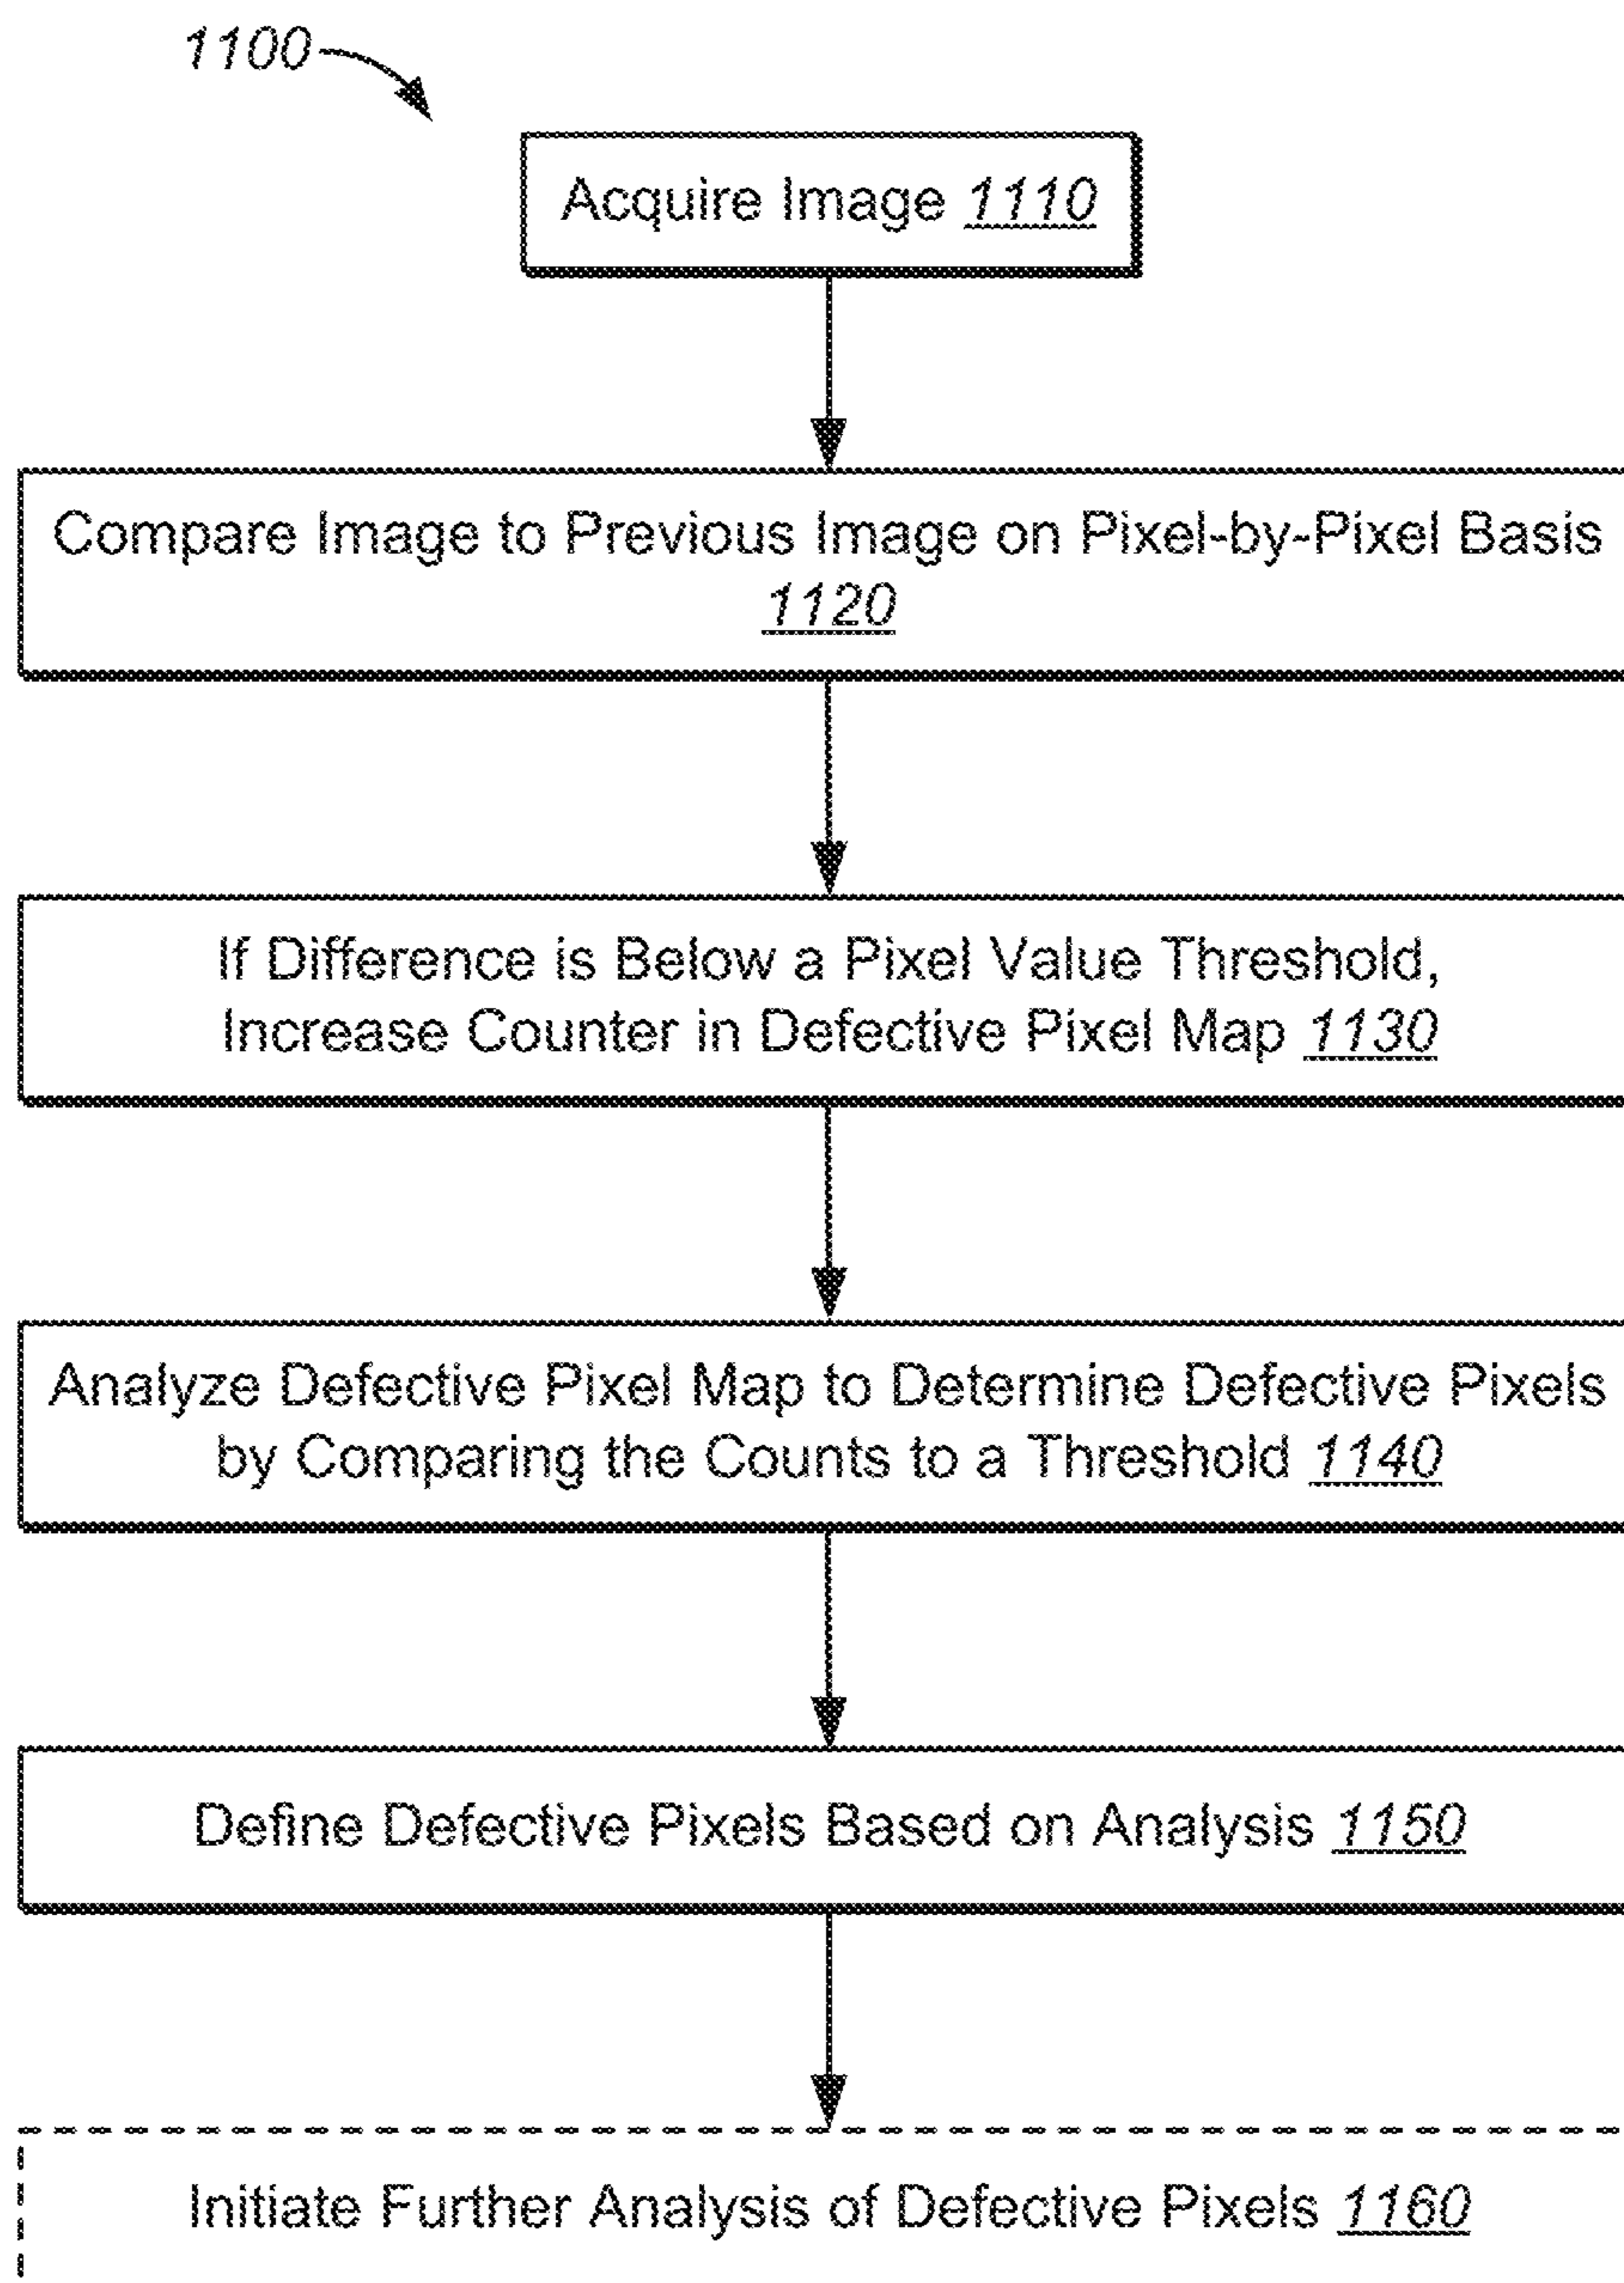 1100
Acquire Image 1110
Compare Image to Previous Image on Pixel-by-Pixel Basis
1120
If Difference is Below a Pixel Value Threshold,
Increase Counter in Defective Pixel Map 1130
Analyze Defective Pixel Map to Determine Defective Pixels
by Comparing the Counts to a Threshold 1140
Define Defective Pixels Based on Analysis 1150
Initiate Further Analysis of Defective Pixels 1160